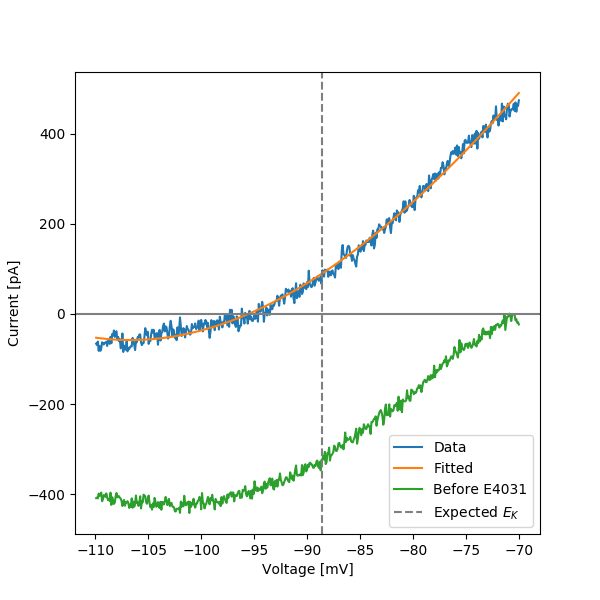 400
200
0
−200
−400
−110
−105
−100
−95
−90
−85
−80
−75
−70
Current [pA]
Voltage [mV]
Data
Fitted
Before E4031
Expected E_K